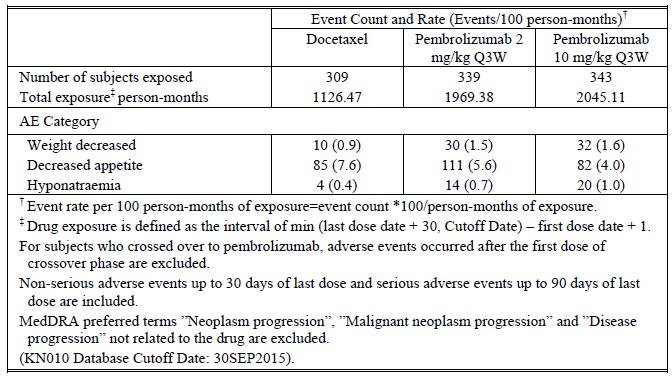 Event Count and Rate (Events/100 person-months)†
Docetaxel Pembrolizumab 2 mg/kg Q3W Pembrolizumab 10 mg/kg Q3W
Number of subjects exposed 309 339 343
Total exposure‡ person-months 1126.47 1969.38 2045.11
AE Category
Weight decreased 10 (0.9) 30 (1.5) 32 (1.6)
Decreased appetite 85 (7.6) 111 (5.6) 82 (4.0)
Hyponatraemia 4 (0.4) 14 (0.7) 20 (1.0)
† Event rate per 100 person-months of exposure=event count *100/person-months of exposure.
‡ Drug exposure is defined as the interval of min (last dose date + 30, Cutoff Date) – first dose date + 1.
For subjects who crossed over to pembrolizumab, adverse events occurred after the first dose of
crossover phase are excluded.
Non-serious adverse events up to 30 days of last dose and serious adverse events up to 90 days of last
dose are included.
MedDRA preferred terms ”Neoplasm progression”, ”Malignant neoplasm progression” and ”Disease
progression” not related to the drug are excluded.
(KN010 Database Cutoff Date: 30SEP2015).